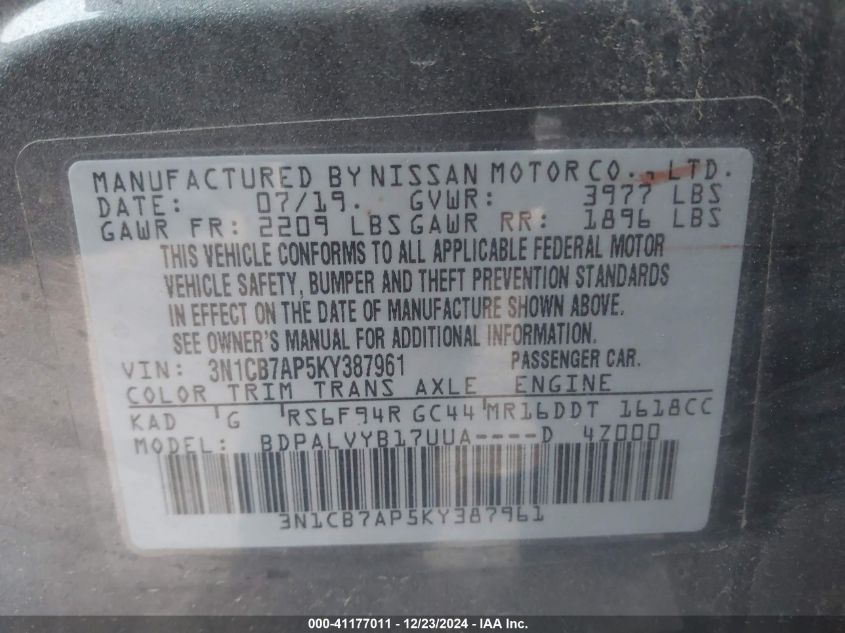 MANUFACTURED BY NISSAN MOTOR CO., LTD.
DATE: 07/19. GVWR: 3977 LBS
GAWR FR: 2209 LBS GAWR RR: 1896 LBS
THIS VEHICLE CONFORMS TO ALL APPLICABLE FEDERAL MOTOR
VEHICLE SAFETY, BUMPER AND THEFT PREVENTION STANDARDS
IN EFFECT ON THE DATE OF MANUFACTURE SHOWN ABOVE.
SEE OWNER'S MANUAL FOR ADDITIONAL INFORMATION.
VIN: 3N1CB7AP5KY387961 PASSENGER CAR.
COLOR TRIM TRANS AXLE ENGINE
KAD G RS6F94R GC44 MR16DDT 1618CC
MODEL: BDPALVYB17UUA----D 4Z000
3N1CB7AP5KY387961
000-41177011 - 12/23/2024 - IAAI Inc.